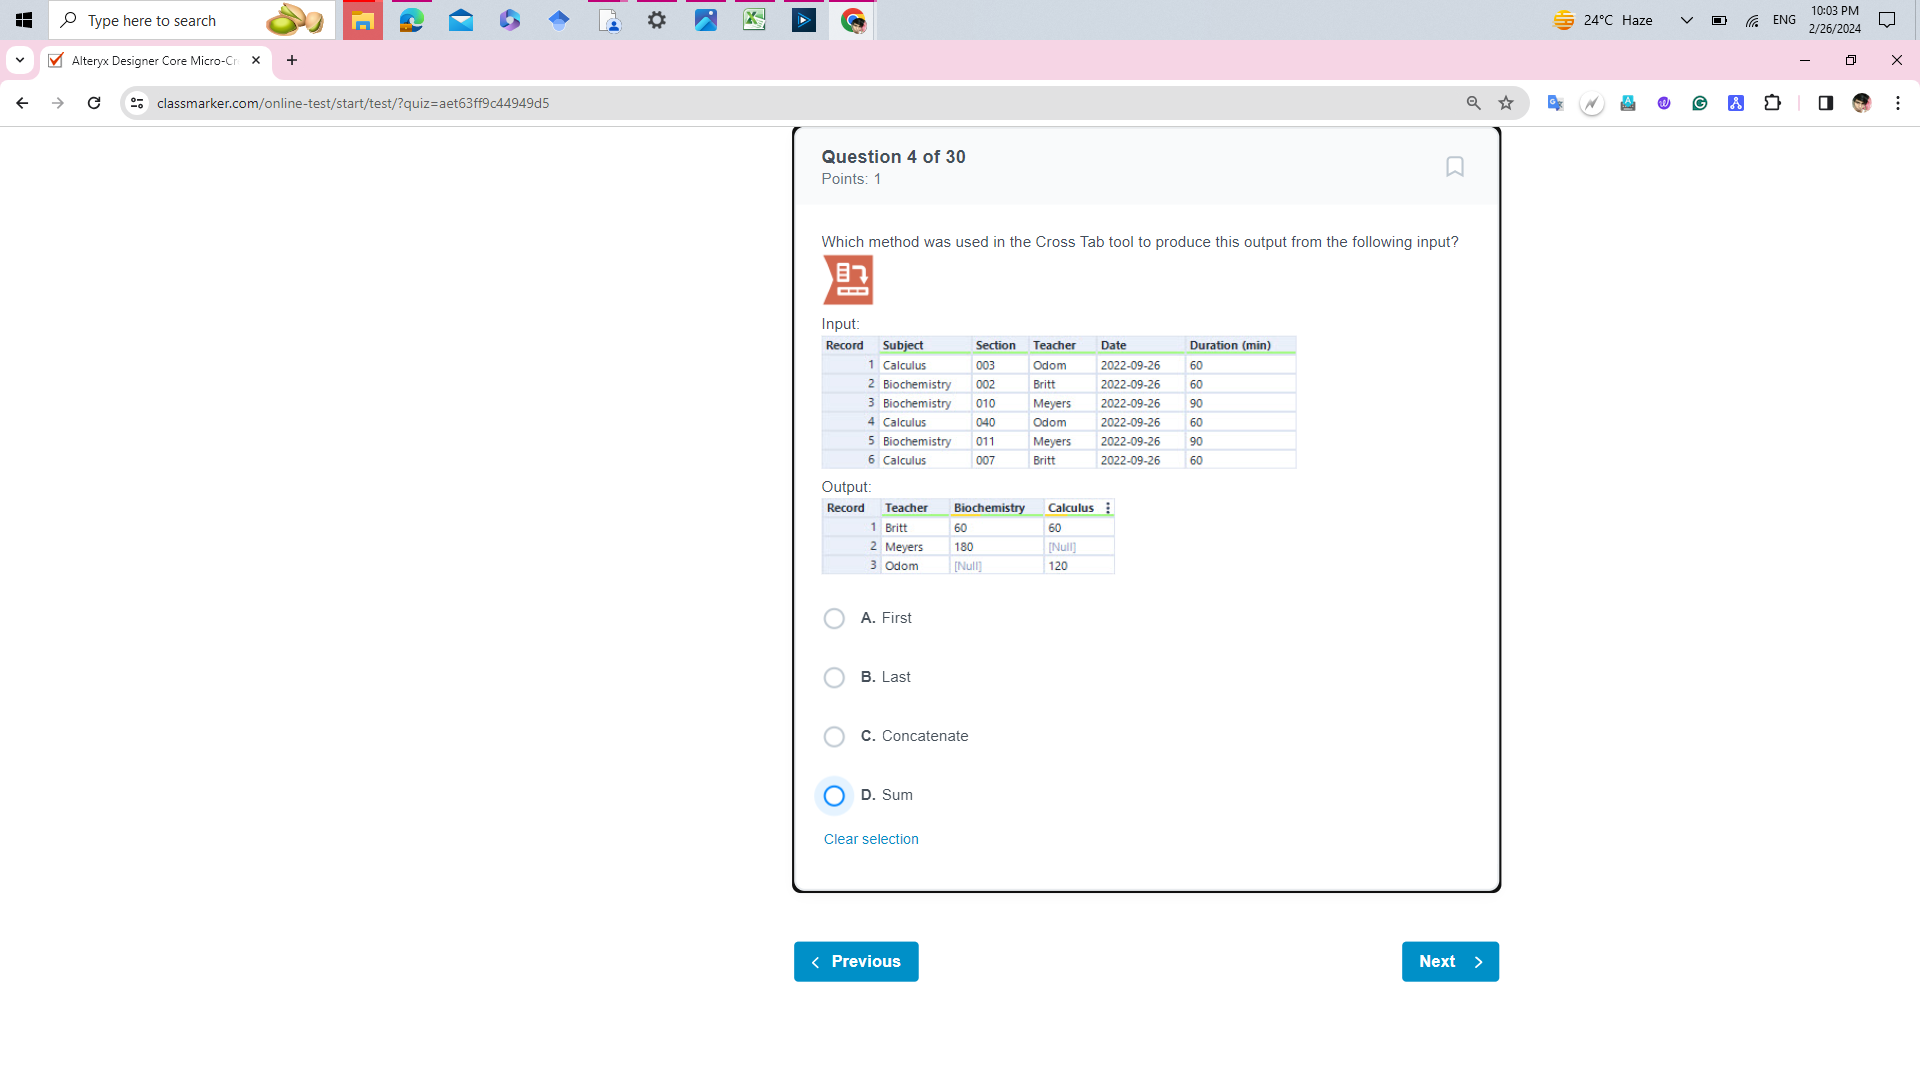 Type here to search
24°C Haze
ENG
10:03 PM
2/26/2024
Alteryx Designer Core Micro-Cr
classmarker.com/online-test/start/test/?quiz=aet63ff9c44949d5
Question 4 of 30
Points: 1
Which method was used in the Cross Tab tool to produce this output from the following input?
Input:
Record Subject Section Teacher Date Duration (min)
1 Calculus 003 Odom 2022-09-26 60
2 Biochemistry 002 Britt 2022-09-26 60
3 Biochemistry 010 Meyers 2022-09-26 90
4 Calculus 040 Odom 2022-09-26 60
5 Biochemistry 011 Meyers 2022-09-26 90
6 Calculus 007 Britt 2022-09-26 60
Output:
Record Teacher Biochemistry Calculus
1 Britt 60 60
2 Meyers 180 [Null]
3 Odom [Null] 120
A. First
B. Last
C. Concatenate
D. Sum
Clear selection
Previous
Next